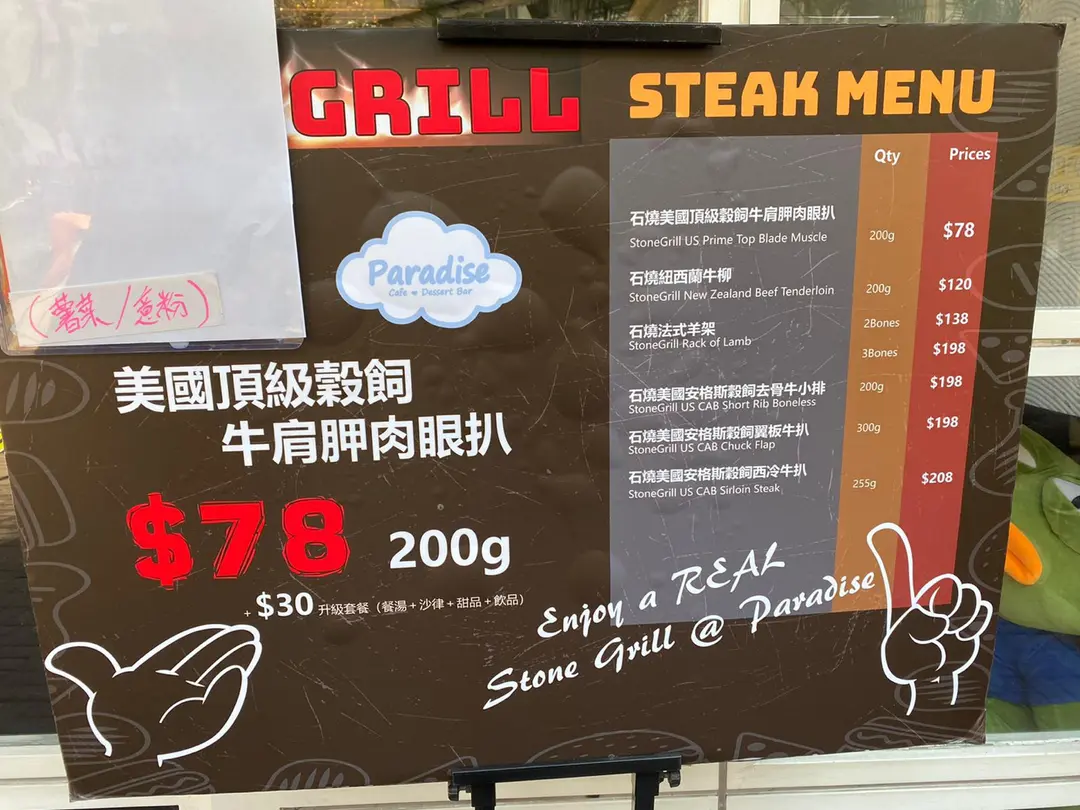 GRILL
Paradise
Cafe Dessert Bar
(薯菜/意粉)
美國頂級穀飼
牛肩胛肉眼扒
$78 200g
+ $30 升級套餐（餐湯+沙律+甜品+飲品）
STEAK MENU
Qty Prices
石燒美國頂級穀飼牛肩胛肉眼扒
StoneGrill US Prime Top Blade Muscle 200g $78
石燒紐西蘭牛柳
StoneGrill New Zealand Beef Tenderloin 200g $120
石燒法式羊架
StoneGrill Rack of Lamb 2Bones $138
3Bones $198
石燒美國安格斯穀飼去骨牛小排
StoneGrill US CAB Short Rib Boneless 200g $198
石燒美國安格斯穀飼翼板牛扒
StoneGrill US CAB Chuck Flap 300g $198
石燒美國安格斯穀飼西冷牛扒
StoneGrill US CAB Sirloin Steak 255g $208
Enjoy a REAL
Stone Grill @ Paradise